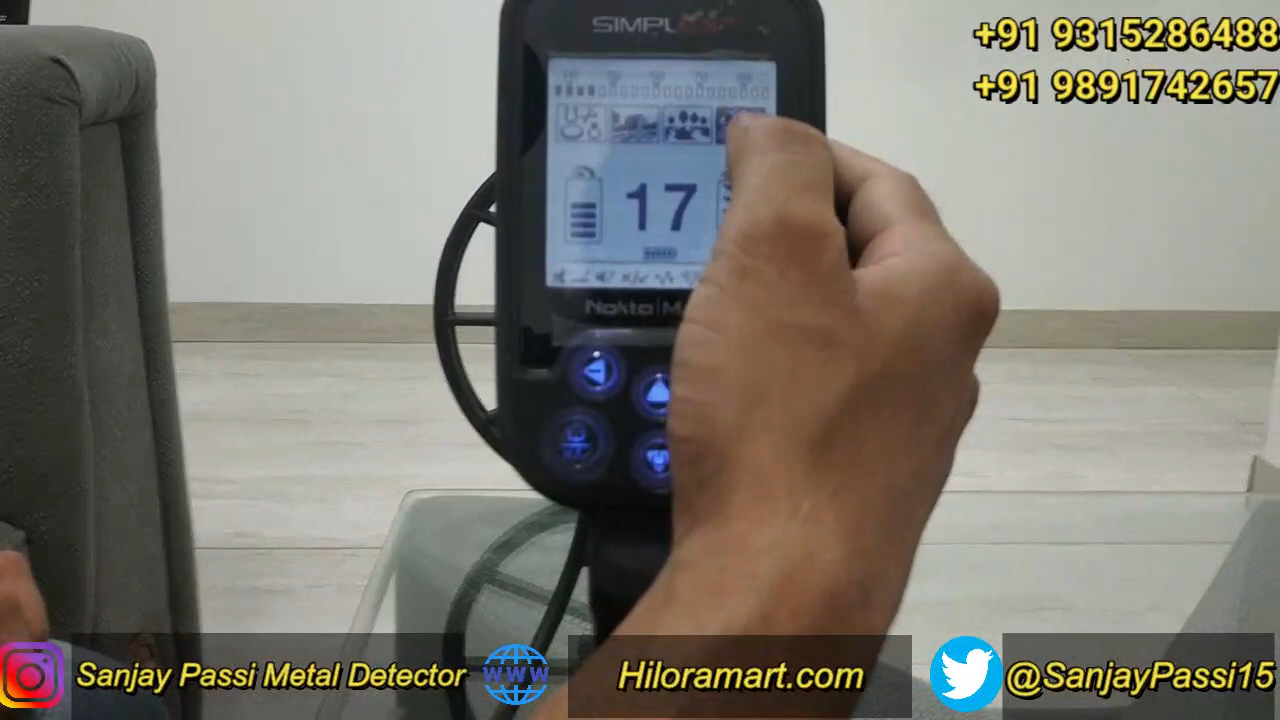 +91 9315286488
+91 9891742657
SIMPL
17
Nokta|M
WWW
Sanjay Passi Metal Detector
Hiloramart.com
@SanjayPassi15